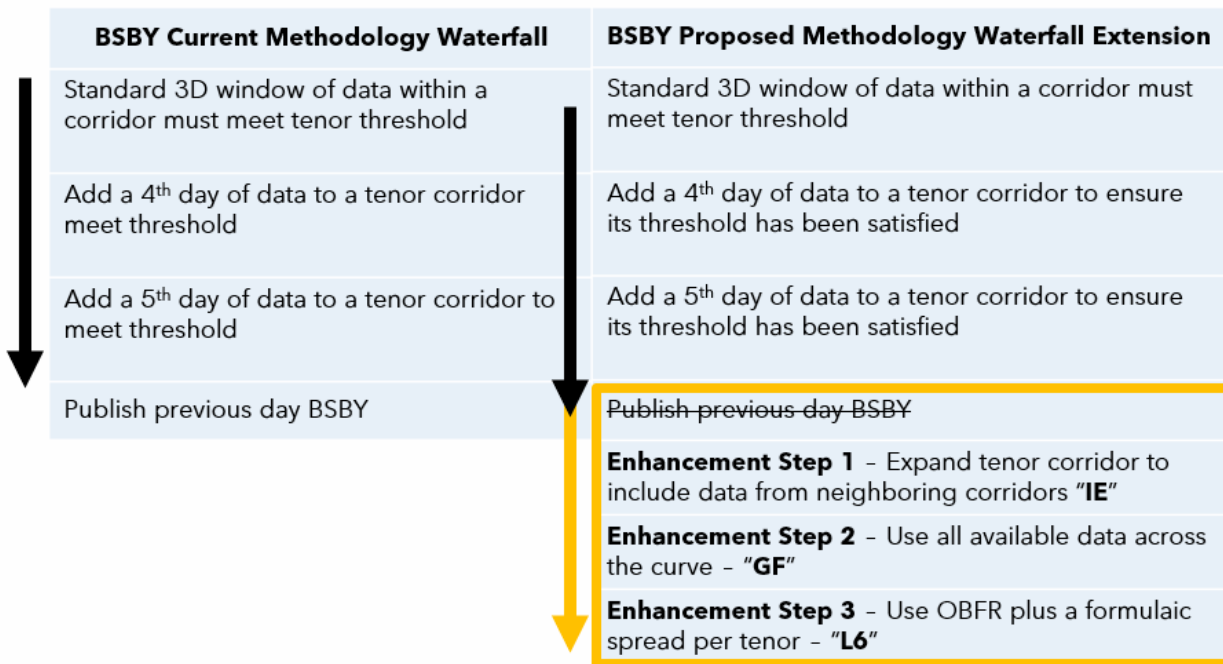 BSBY Current Methodology Waterfall
BSBY Proposed Methodology Waterfall Extension
Standard 3D window of data within a
corridor must meet tenor threshold
Standard 3D window of data within a corridor must
meet tenor threshold
Add a 4th day of data to a tenor corridor
meet threshold
Add a 4th day of data to a tenor corridor to ensure
its threshold has been satisfied
Add a 5th day of data to a tenor corridor to
meet threshold
Add a 5th day of data to a tenor corridor to ensure
its threshold has been satisfied
Publish previous day BSBY
Publish previous day BSBY
Enhancement Step 1 – Expand tenor corridor to
include data from neighboring corridors "IE"
Enhancement Step 2 – Use all available data across
the curve – "GF"
Enhancement Step 3 – Use OBFR plus a formulaic
spread per tenor – "L6"